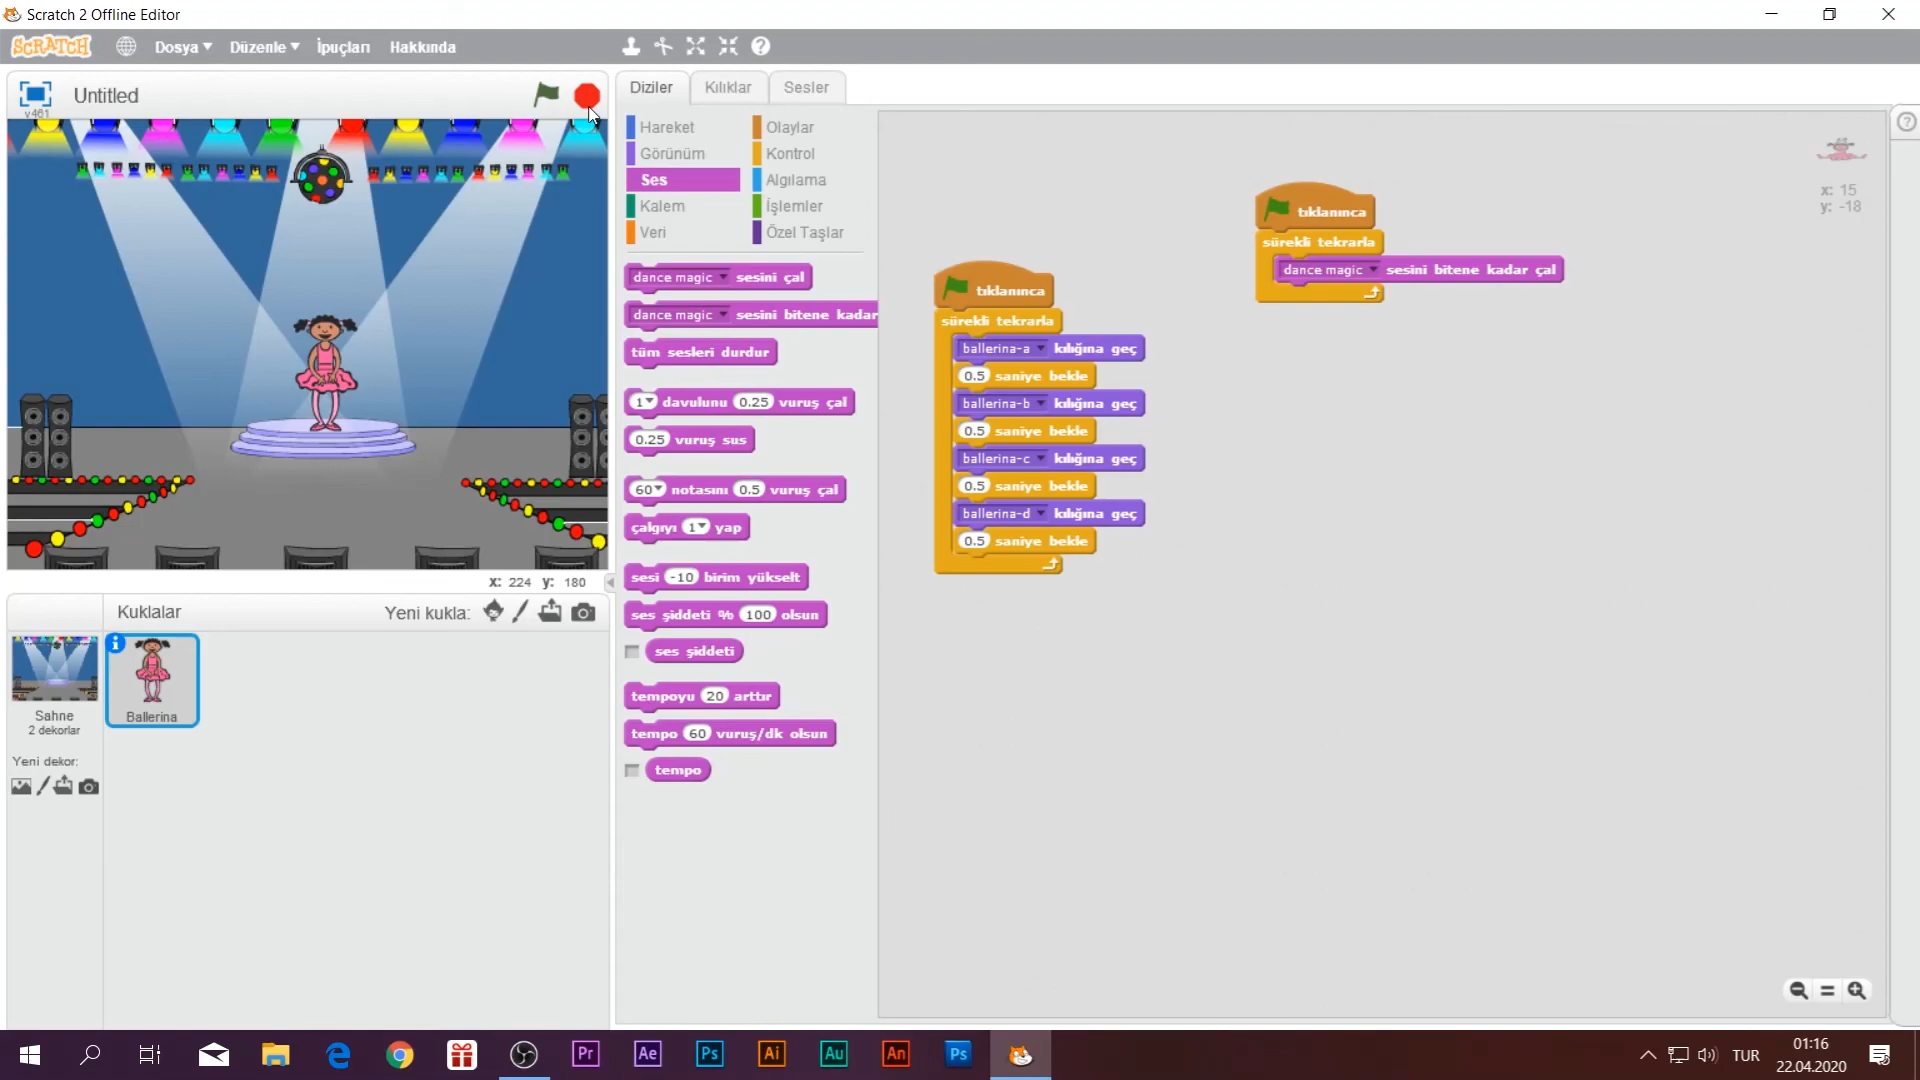 Scratch 2 Offline Editor
SCRATCH
Dosya
Düzenle
İpuçları
Hakkında
v461
Untitled
Diziler
Kılıklar
Sesler
Hareket
Olaylar
Görünüm
Kontrol
Ses
Algılama
Kalem
İşlemler
Veri
Özel Taşlar
dance magic sesini çal
dance magic sesini bitene kadar
tüm sesleri durdur
1 davulunu 0.25 vuruş çal
0.25 vuruş sus
60 notasını 0.5 vuruş çal
çalgıyı 1 yap
sesi -10 birim yükselt
ses şiddeti % 100 olsun
ses şiddeti
tempoyu 20 arttır
tempo 60 vuruş/dk olsun
tempo
tıklanınca
sürekli tekrarla
ballerina-a kılığına geç
0.5 saniye bekle
ballerina-b kılığına geç
0.5 saniye bekle
ballerina-c kılığına geç
0.5 saniye bekle
ballerina-d kılığına geç
0.5 saniye bekle
tıklanınca
sürekli tekrarla
dance magic sesini bitene kadar çal
x: 15
y: -18
x: 224 y: 180
Kuklalar
Yeni kukla:
Sahne
2 dekorlar
Ballerina
Yeni dekor:
Pr
Ae
Ps
Ai
Au
An
Ps
TUR
01:16
22.04.2020